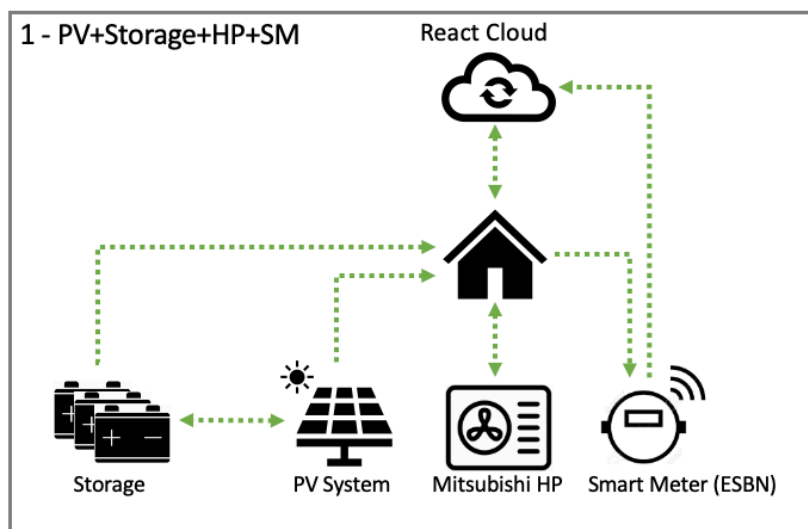 1 - PV+Storage+HP+SM
React Cloud
+ −
Storage
PV System
Mitsubishi HP
Smart Meter (ESBN)